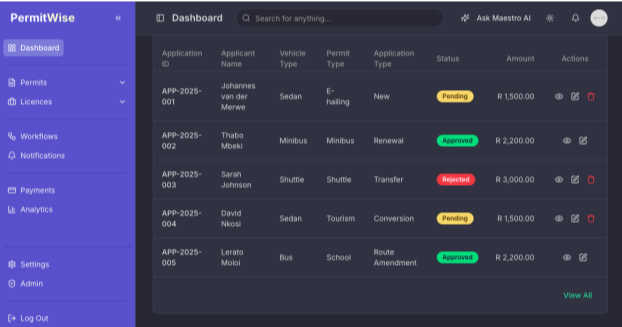 PermitWise «
Dashboard
Search for anything...
Ask Maestro AI
Dashboard
Permits
Licences
Workflows
Notifications
Payments
Analytics
Settings
Admin
Log Out
Application ID Applicant Name Vehicle Type Permit Type Application Type Status Amount Actions
APP-2025-001 Johannes van der Merwe Sedan E-hailing New Pending R 1,500.00
APP-2025-002 Thabo Mbeki Minibus Minibus Renewal Approved R 2,200.00
APP-2025-003 Sarah Johnson Shuttle Shuttle Transfer Rejected R 3,000.00
APP-2025-004 David Nkosi Sedan Tourism Conversion Pending R 1,500.00
APP-2025-005 Lerato Moloi Bus School Route Amendment Approved R 2,200.00
View All